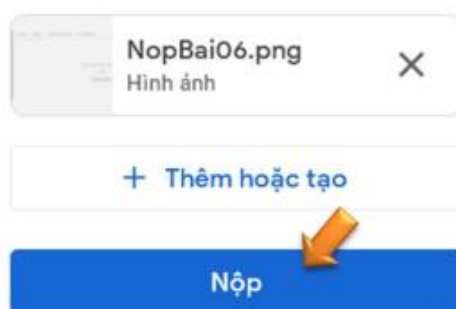 NopBai06.png
Hình ảnh
+ Thêm hoặc tạo
Nộp